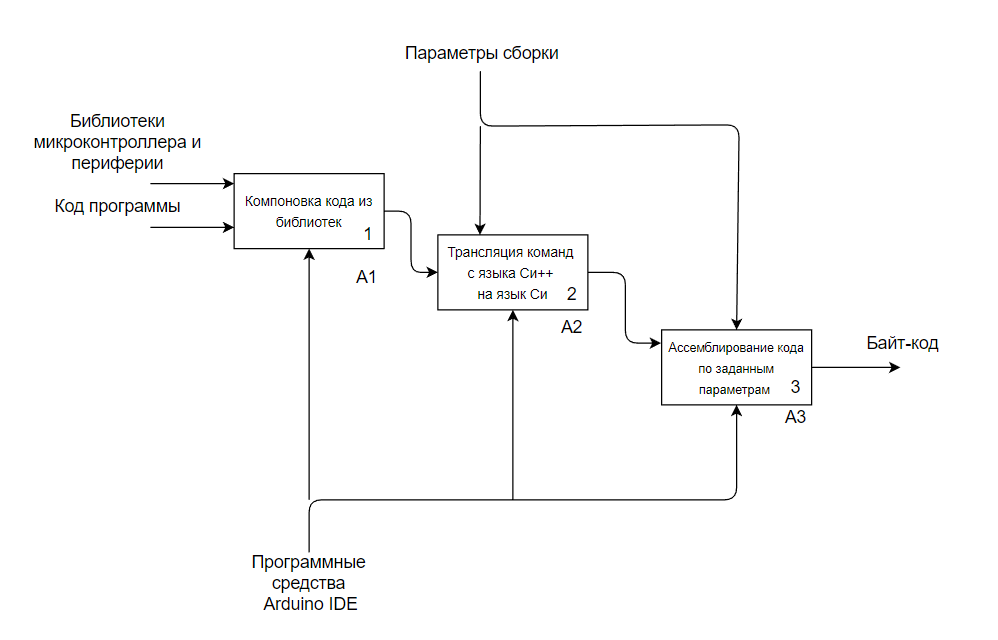 Параметры сборки
Библиотеки
микроконтроллера и
периферии
Код программы
Компоновка кода из
библиотек
1
A1
Трансляция команд
с языка Си++
на язык Си
2
A2
Ассемблирование кода
по заданным
параметрам
3
A3
Байт-код
Программные
средства
Arduino IDE